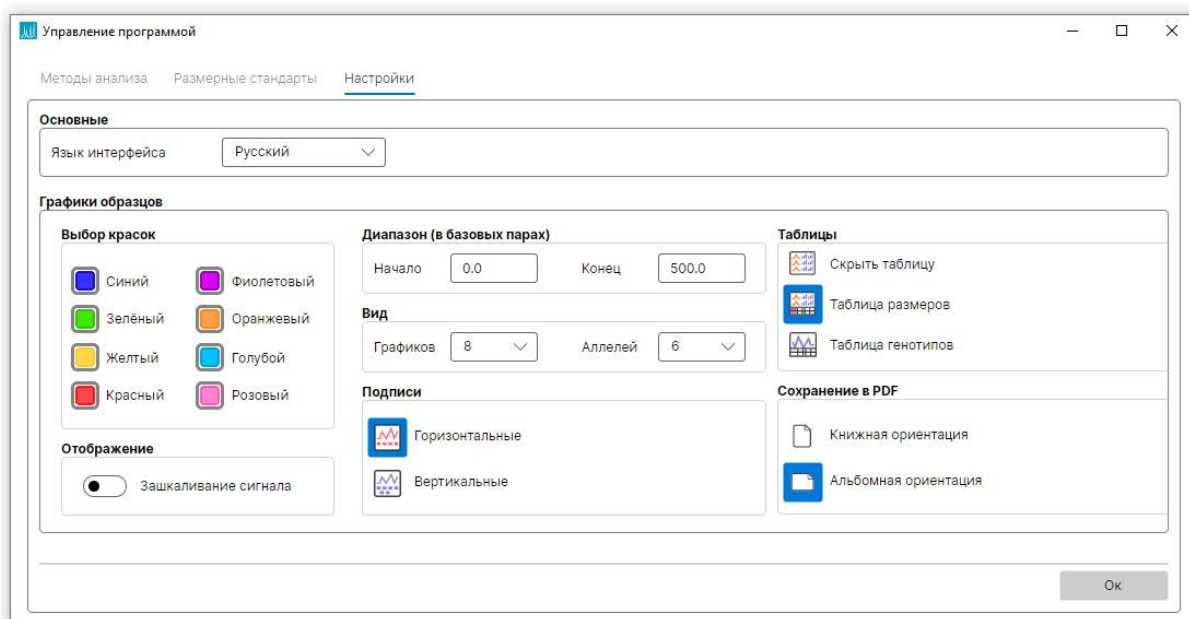 Управление программой
Методы анализа Размерные стандарты Настройки
Основные
Язык интерфейса Русский
Графики образцов
Выбор красок
Синий Фиолетовый
Зелёный Оранжевый
Желтый Голубой
Красный Розовый
Отображение
Зашкаливание сигнала
Диапазон (в базовых парах)
Начало 0.0 Конец 500.0
Вид
Графиков 8 Аллелей 6
Подписи
Горизонтальные
Вертикальные
Таблицы
Скрыть таблицу
Таблица размеров
Таблица генотипов
Сохранение в PDF
Книжная ориентация
Альбомная ориентация
Ок